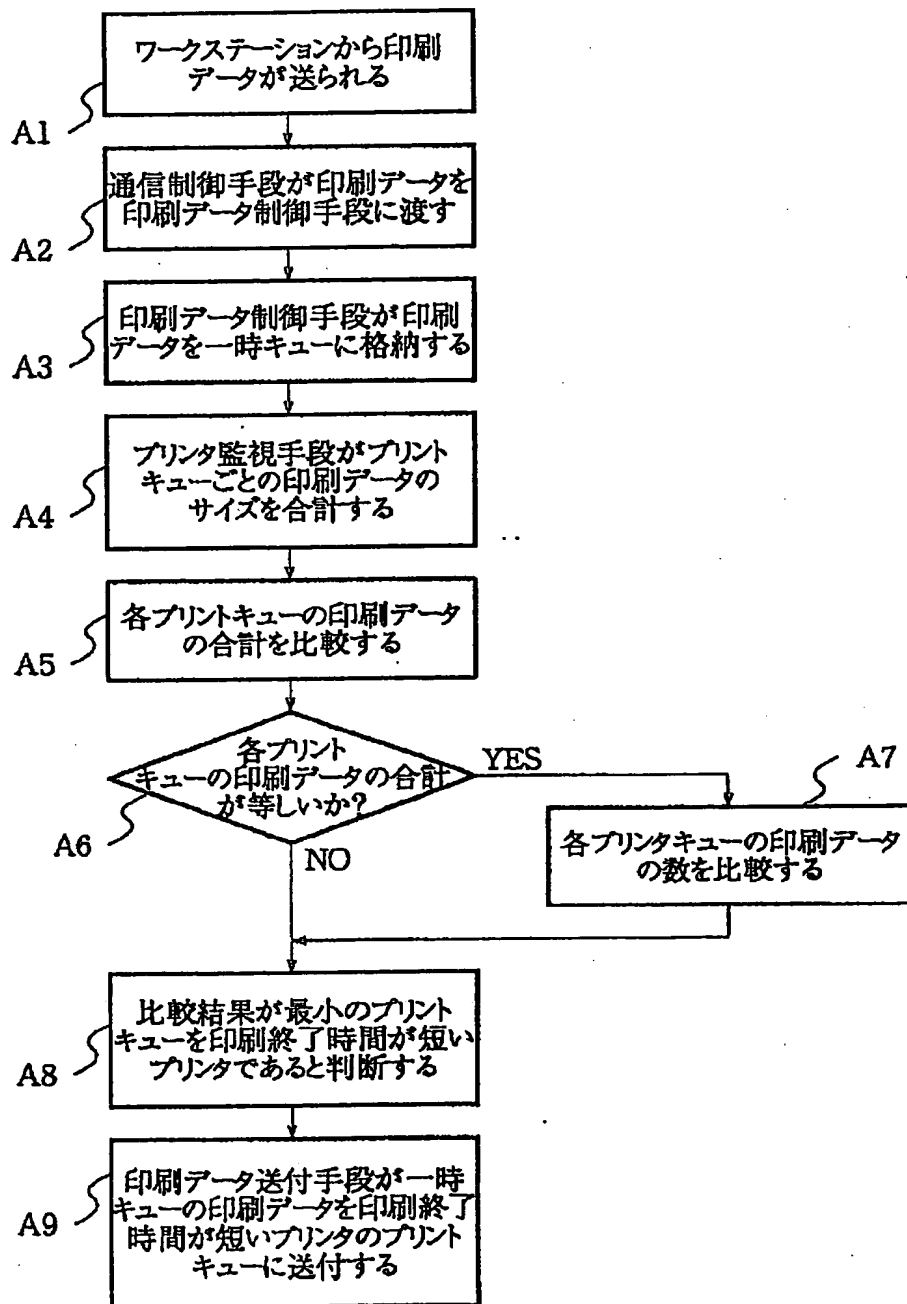 ワークステーションから印刷
データが送られる
A1
通信制御手段が印刷データを
印刷データ制御手段に渡す
A2
印刷データ制御手段が印刷
データを一時キューに格納する
A3
プリンタ監視手段がプリント
キューごとの印刷データの
サイズを合計する
A4
各プリントキューの印刷データ
の合計を比較する
A5
各プリント
キューの印刷データの合計
が等しいか?
A6
YES
NO
A7
各プリンタキューの印刷データ
の数を比較する
比較結果が最小のプリント
キューを印刷終了時間が短い
プリンタであると判断する
A8
印刷データ送付手段が一時
キューの印刷データを印刷終了
時間が短いプリンタのプリント
キューに送付する
A9